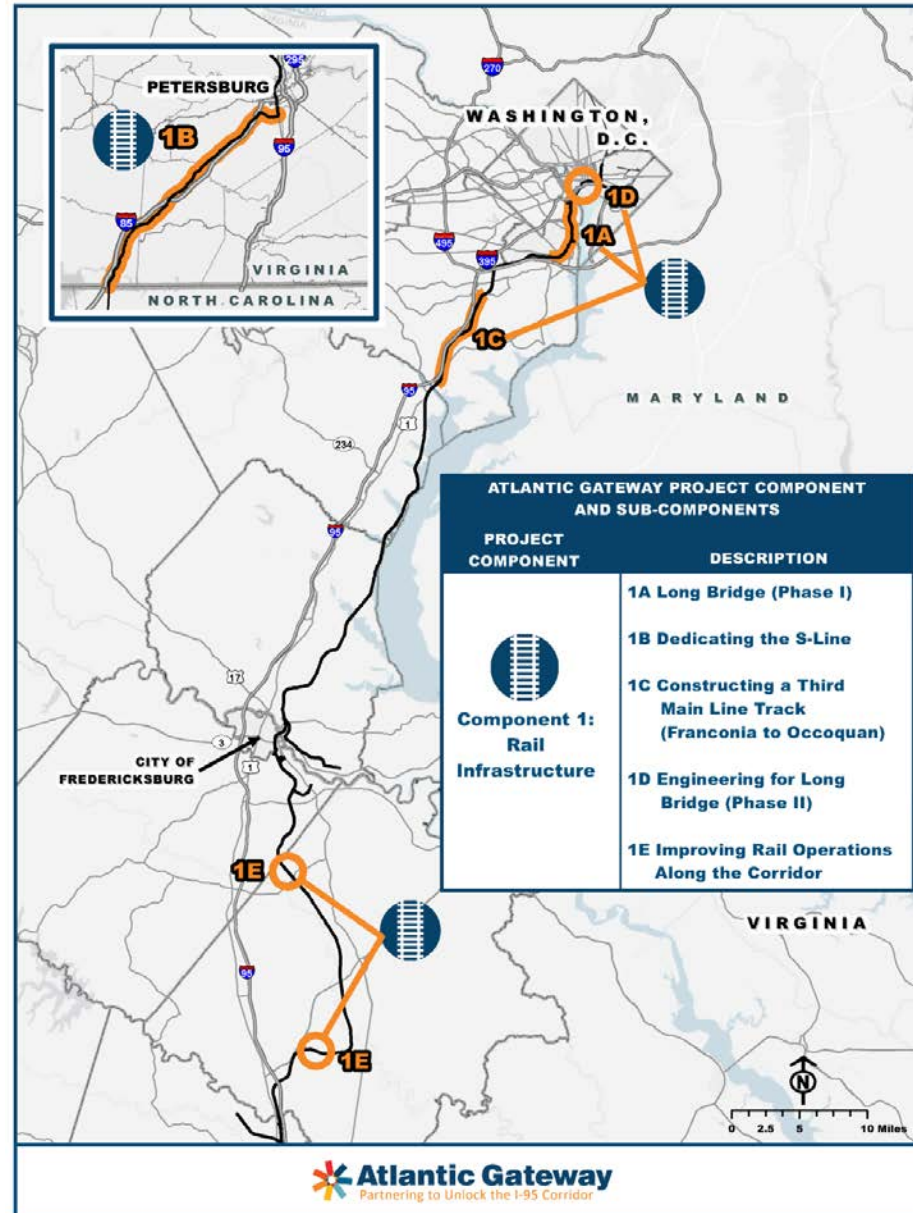 PETERSBURG
295
1B
95
85
VIRGINIA
NORTH CAROLINA
270
WASHINGTON,
D.C.
1D
1A
495
395
1C
95
1
MARYLAND
234
95
ATLANTIC GATEWAY PROJECT COMPONENT
AND SUB-COMPONENTS
PROJECT
COMPONENT
DESCRIPTION
Component 1:
Rail
Infrastructure
1A Long Bridge (Phase I)
1B Dedicating the S-Line
1C Constructing a Third
Main Line Track
(Franconia to Occoquan)
1D Engineering for Long
Bridge (Phase II)
1E Improving Rail Operations
Along the Corridor
17
3
CITY OF
FREDERICKSBURG
1
1E
VIRGINIA
95
1E
N
0 2.5 5 10 Miles
Atlantic Gateway
Partnering to Unlock the I-95 Corridor